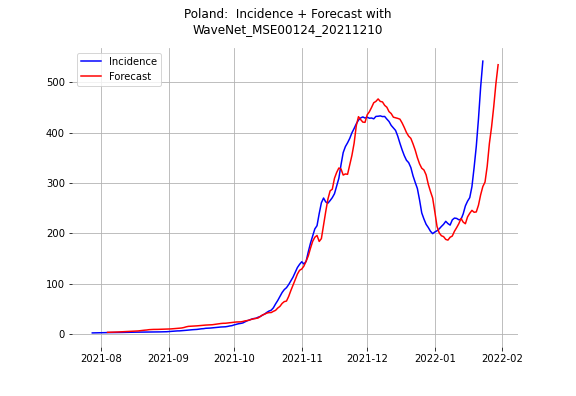 Poland:  Incidence + Forecast with
WaveNet_MSE00124_20211210
Incidence
Forecast
500
400
300
200
100
0
2021-08 2021-09 2021-10 2021-11 2021-12 2022-01 2022-02